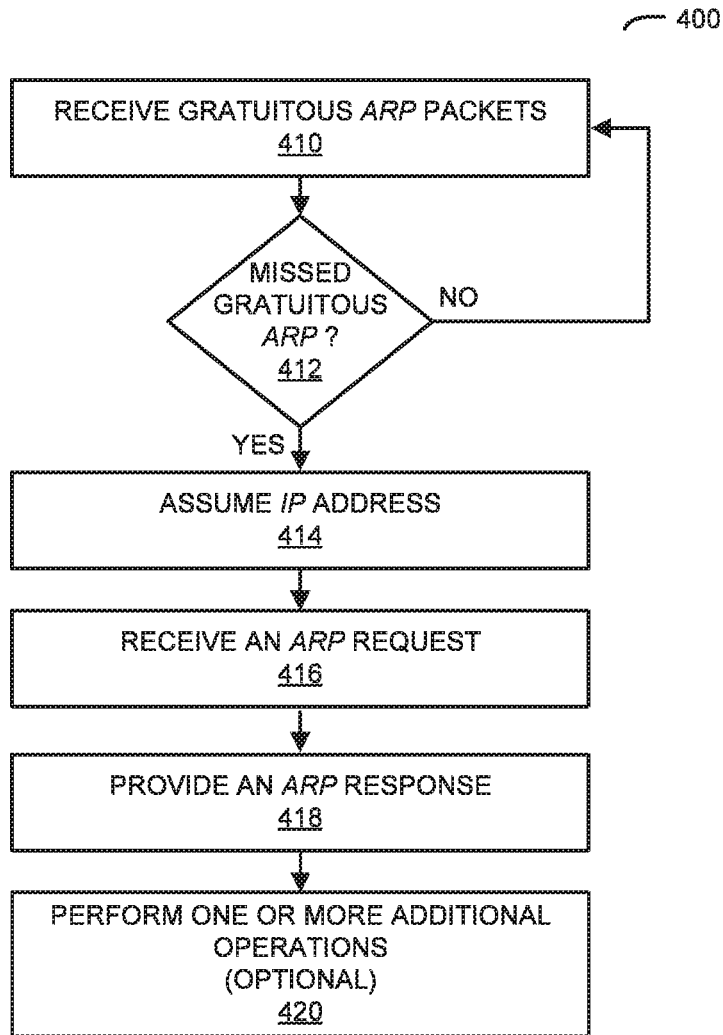 400
RECEIVE GRATUITOUS ARP PACKETS
410
MISSED
GRATUITOUS
ARP ?
412
NO
YES
ASSUME IP ADDRESS
414
RECEIVE AN ARP REQUEST
416
PROVIDE AN ARP RESPONSE
418
PERFORM ONE OR MORE ADDITIONAL
OPERATIONS
(OPTIONAL)
420